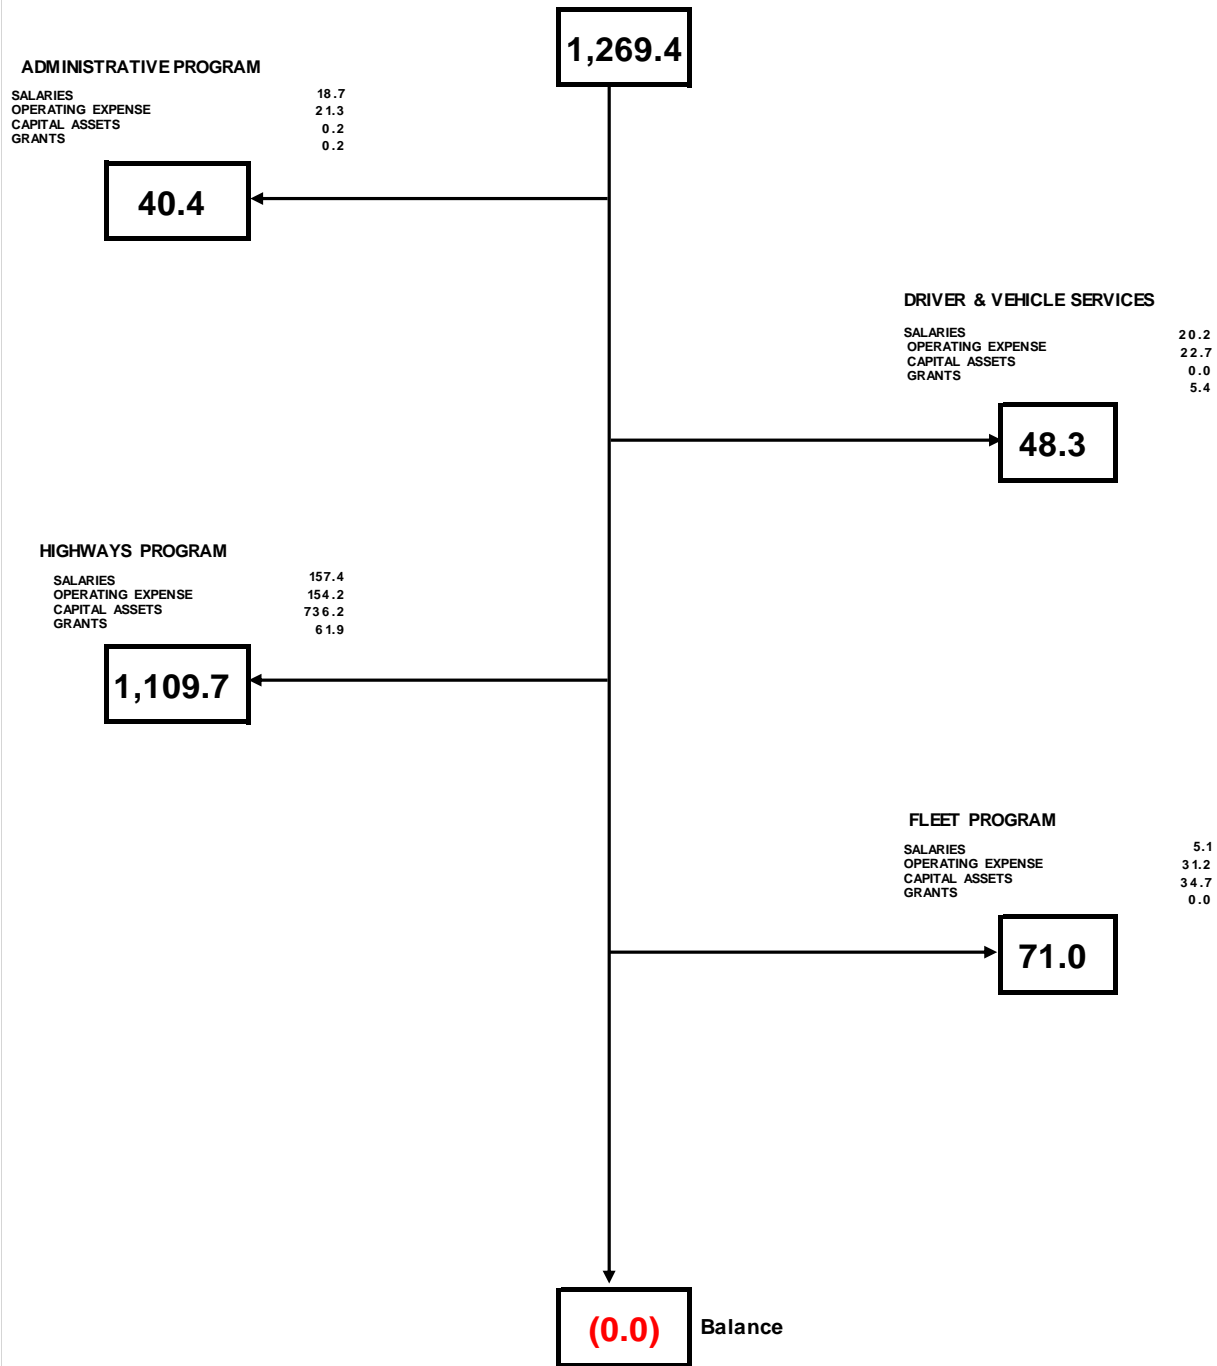 1,269.4
ADMINISTRATIVE PROGRAM
SALARIES 18.7
OPERATING EXPENSE 21.3
CAPITAL ASSETS 0.2
GRANTS 0.2
40.4
DRIVER & VEHICLE SERVICES
SALARIES 20.2
OPERATING EXPENSE 22.7
CAPITAL ASSETS 0.0
GRANTS 5.4
48.3
HIGHWAYS PROGRAM
SALARIES 157.4
OPERATING EXPENSE 154.2
CAPITAL ASSETS 736.2
GRANTS 61.9
1,109.7
FLEET PROGRAM
SALARIES 5.1
OPERATING EXPENSE 31.2
CAPITAL ASSETS 34.7
GRANTS 0.0
71.0
(0.0) Balance